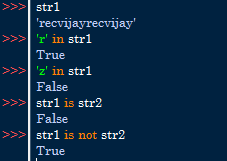 >>> str1
'recvijayrecvijay'
>>> 'r' in str1
True
>>> 'z' in str1
False
>>> str1 is str2
False
>>> str1 is not str2
True